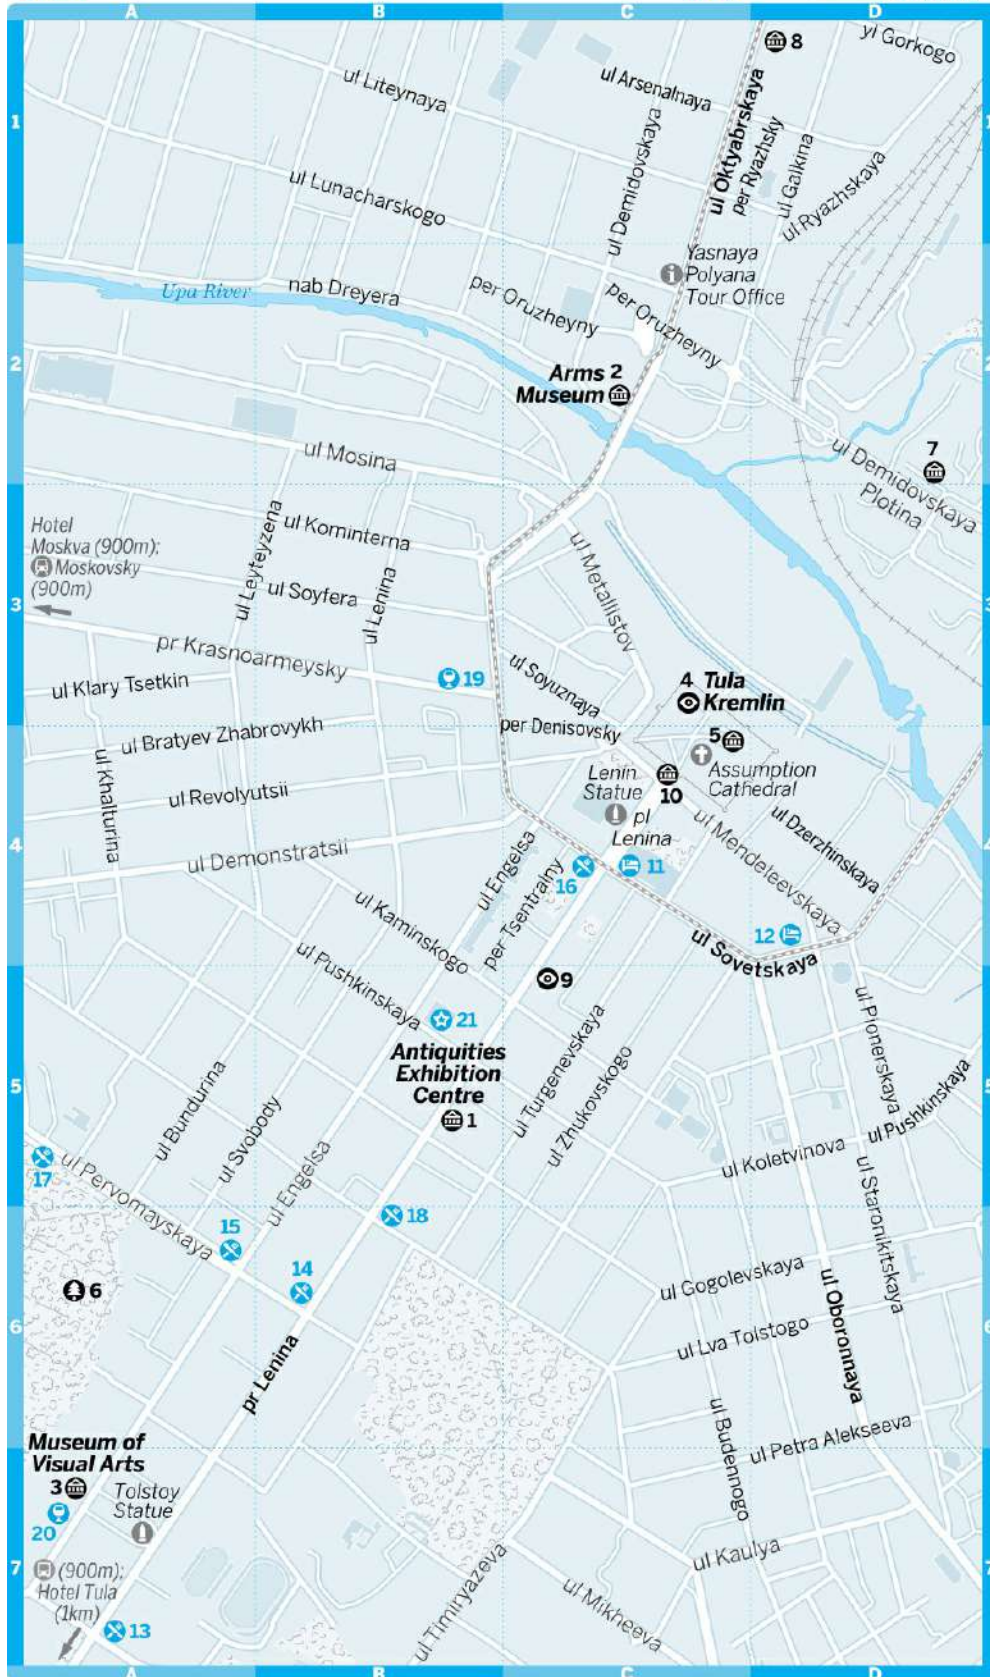 A B C D
8
yl Gorkogo
ul Liteynaya
ul Arsenalnaya
1
ul Oktyabrskaya
per Ryazhsky
ul Galkina
ul Demidovskaya
ul Ryazhskaya
ul Lunacharskogo
Yasnaya
Polyana
Tour Office
Upa River
nab Dreyera
per Oruzheyny
per Oruzheyny
2
2
Arms 2
Museum
7
ul Mosina
ul Demidovskaya
Plotina
Hotel
Moskva (900m);
Moskovsky
(900m)
ul Kominterna
ul Leyteyzena
ul Metallistov
ul Soyfera
ul Lenina
3
3
pr Krasnoarmeysky
ul Klary Tsetkin
19
ul Soyuznaya
4 Tula
Kremlin
per Denisovsky
ul Bratyev Zhabrovykh
5
Assumption
Cathedral
ul Khalturina
Lenin
Statue
10
ul Revolyutsii
pl
Lenina
ul Mendeleevskaya
ul Dzerzhinskaya
4
4
ul Demonstratsii
ul Engelsa
16
11
per Tsentralny
ul Kaminskogo
12
ul Sovetskaya
ul Pushkinskaya
9
21
Antiquities
Exhibition
Centre
1
ul Pionerskaya
ul Turgenevskaya
ul Zhukovskogo
5
5
ul Pushkinskaya
ul Bundurina
ul Svobody
ul Koletvinova
17
ul Pervomayskaya
ul Engelsa
ul Staronikitskaya
15
18
14
6
ul Gogolevskaya
ul Oboronnaya
6
6
ul Lva Tolstogo
pr Lenina
ul Budennogo
ul Petra Alekseeva
Museum of
Visual Arts
3
Tolstoy
Statue
20
7
7
(900m);
Hotel Tula
(1km)
13
ul Timiryazeva
ul Kaulya
ul Mikheeva
A B C D